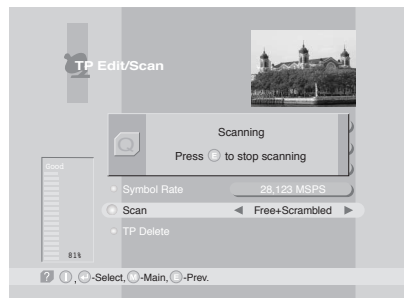 TP Edit/Scan
Scanning
Press E to stop scanning
Good
Symbol Rate 28,123 MSPS
Scan Free+Scrambled
TP Delete
81%
? , -Select, M-Main, E-Prev.